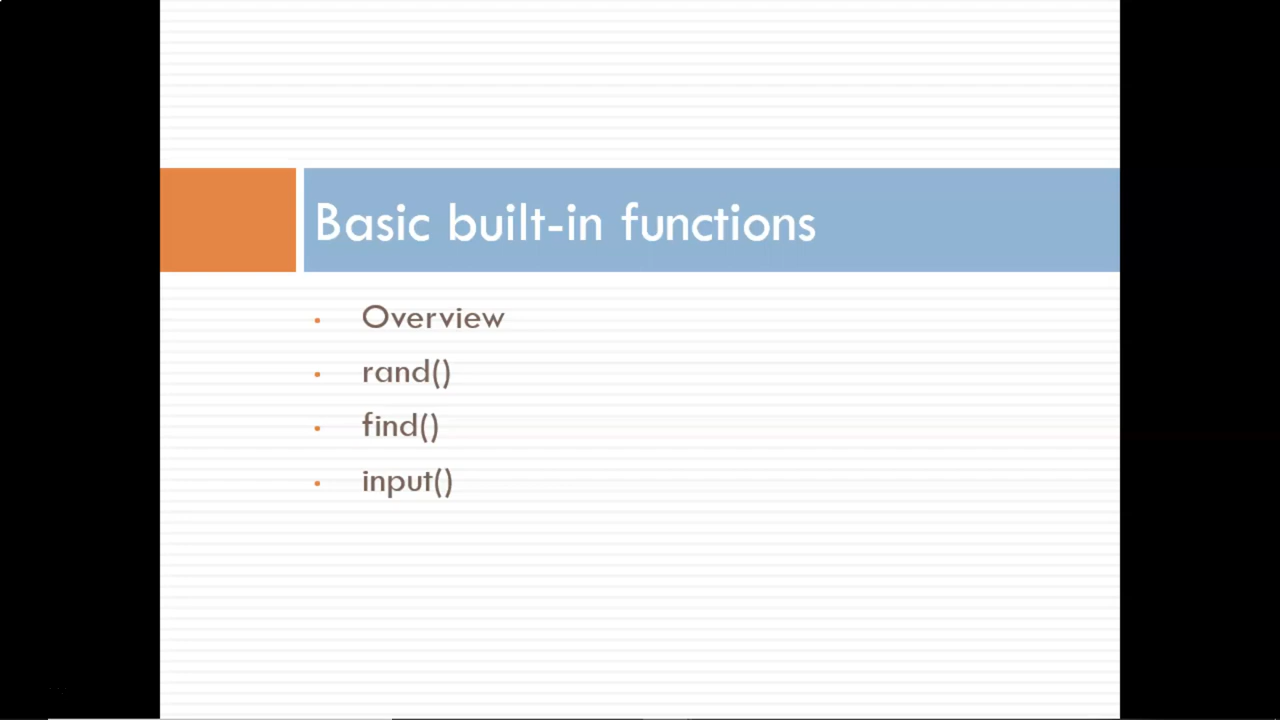 Basic built-in functions
• Overview
• rand()
• find()
• input()